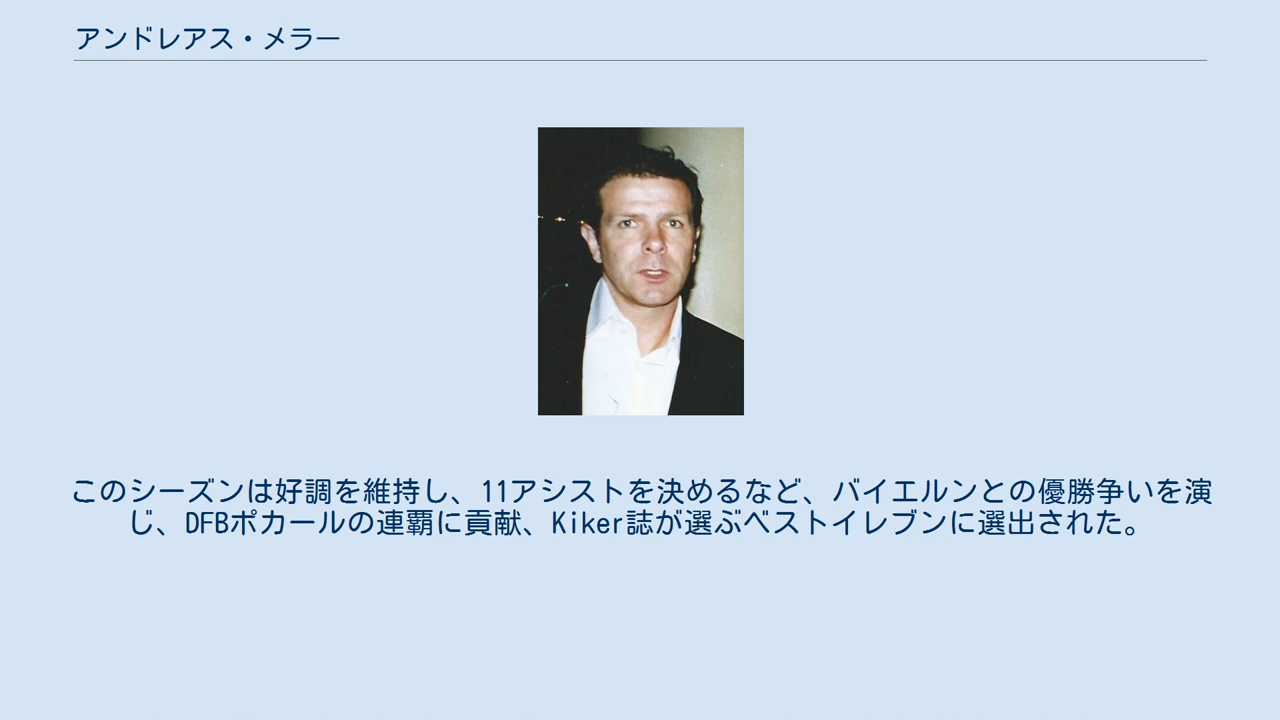 アンドレアス・メラー
このシーズンは好調を維持し、11アシストを決めるなど、バイエルンとの優勝争いを演
じ、DFBポカールの連覇に貢献、Kiker誌が選ぶベストイレブンに選出された。